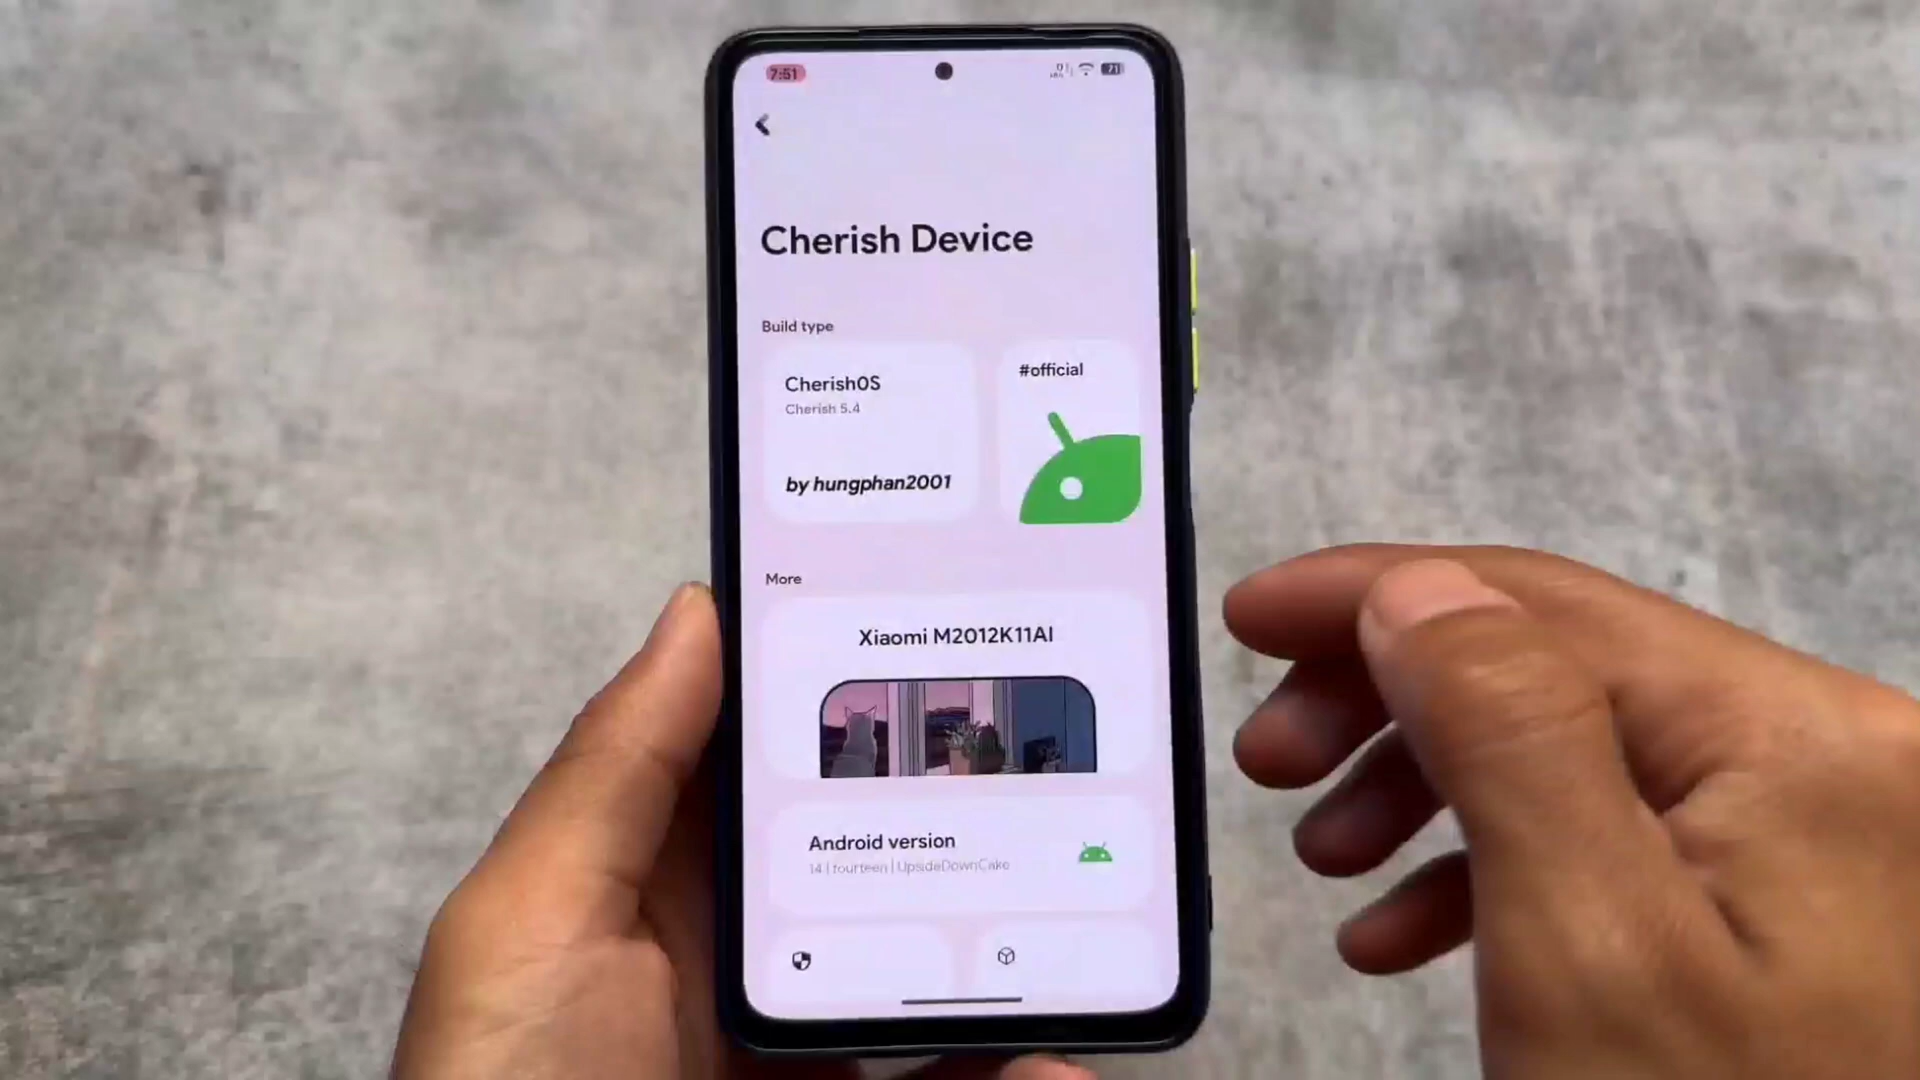 7:51
71
Cherish Device
Build type
CherishOS
Cherish 5.4
by hungphan2001
#official
More
Xiaomi M2012K11AI
Android version
14 | fourteen | UpsideDownCake